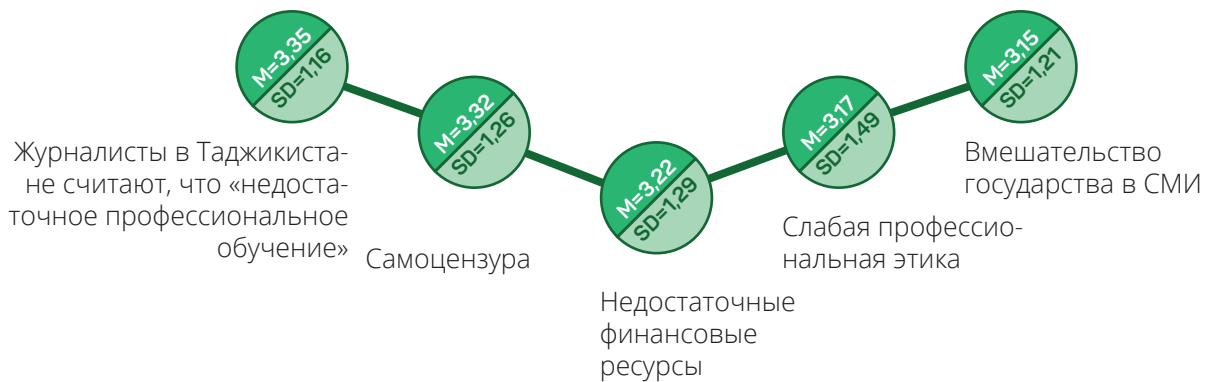 M=3,35
SD=1,16
Журналисты в Таджикиста-
не считают, что «недоста-
точное профессиональное
обучение»
M=3,32
SD=1,26
Самоцензура
M=3,22
SD=1,29
Недостаточные
финансовые
ресурсы
M=3,17
SD=1,49
Слабая профессио-
нальная этика
M=3,15
SD=1,21
Вмешательство
государства в СМИ